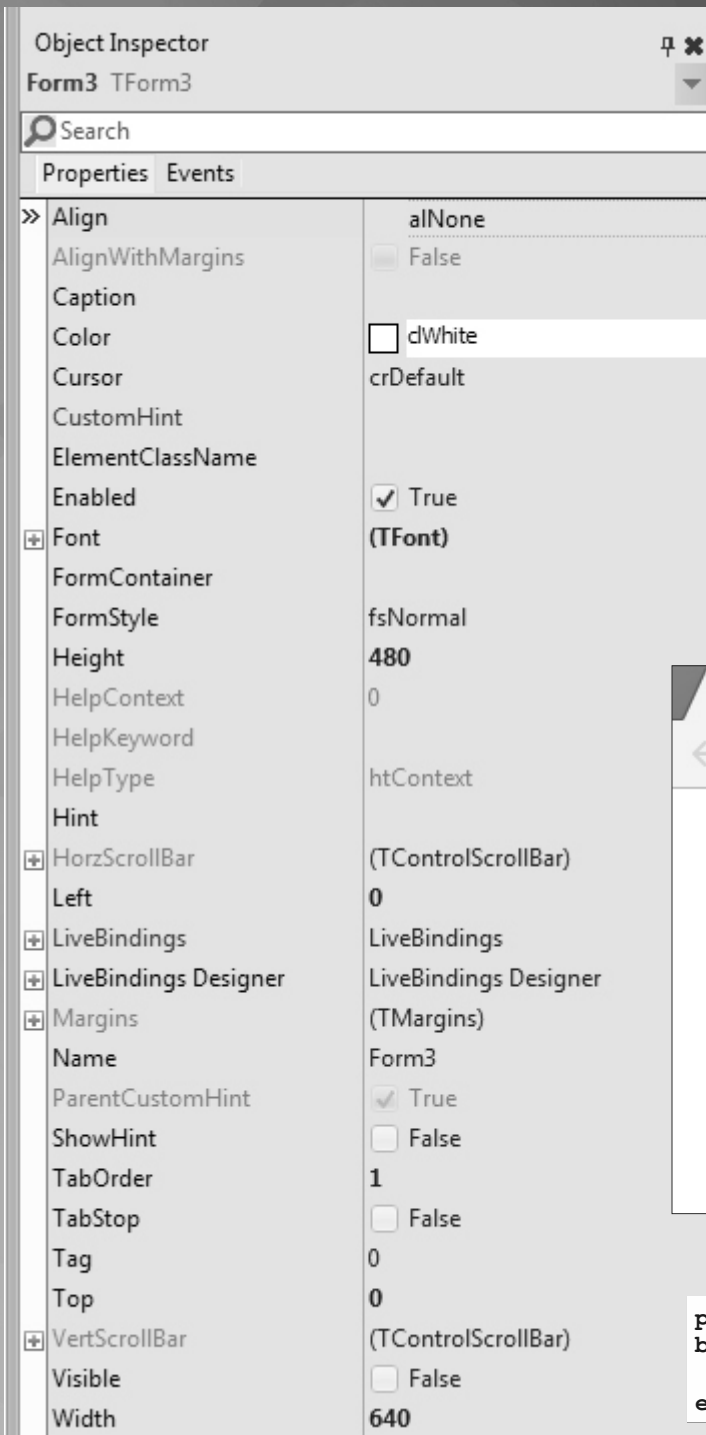 Object Inspector
Form3 TForm3
Search
Properties Events
Align alNone
AlignWithMargins False
Caption
Color clWhite
Cursor crDefault
CustomHint
ElementClassName
Enabled True
Font (TFont)
FormContainer
FormStyle fsNormal
Height 480
HelpContext 0
HelpKeyword
HelpType htContext
Hint
HorzScrollBar (TControlScrollBar)
Left 0
LiveBindings LiveBindings
LiveBindings Designer LiveBindings Designer
Margins (TMargins)
Name Form3
ParentCustomHint True
ShowHint False
TabOrder 1
TabStop False
Tag 0
Top 0
VertScrollBar (TControlScrollBar)
Visible False
Width 640
p
b
e